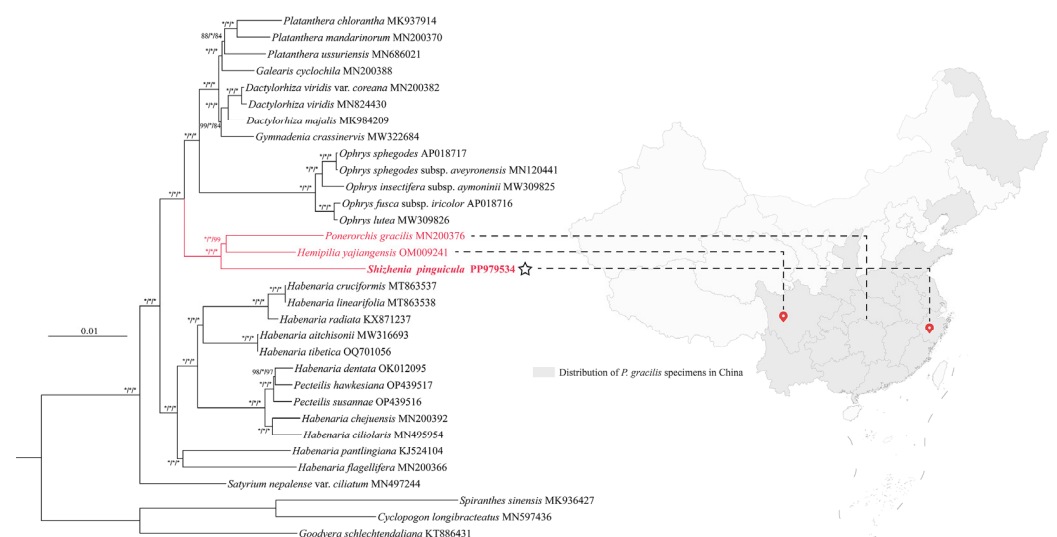 Platanthera chlorantha MK937914
88/*/84
Platanthera mandarinorum MN200370
*/*/*
Platanthera ussuriensis MN686021
Galearis cyclochila MN200388
*/*/*
Dactylorhiza viridis var. coreana MN200382
*/*/*
Dactylorhiza viridis MN824430
Dactylorhiza majalis MK984209
99/*/84
*/*/*
Gymnadenia crassinervis MW322684
*/*/*
Ophrys sphegodes AP018717
*/*/*
Ophrys sphegodes subsp. aveyronensis MN120441
*/*/*
Ophrys insectifera subsp. aymoninii MW309825
*/*/*
*/*/*
Ophrys fusca subsp. iricolor AP018716
Ophrys lutea MW309826
*/*/99
Ponerorchis gracilis MN200376
*/*/*
Hemipilia yajiangensis OM009241
Shizhenia pinguicula PP979534
Habenaria cruciformis MT863537
*/*/*
Habenaria linearifolia MT863538
*/*/*
Habenaria radiata KX871237
*/*/*
0.01
Habenaria aitchisonii MW316693
*/*/*
Habenaria tibetica OQ701056
Habenaria dentata OK012095
98/*/97
*/*/*
Pecteilis hawkesiana OP439517
*/*/*
*/*/*
Pecteilis susannae OP439516
*/*/*
Habenaria chejuensis MN200392
*/*/*
Habenaria ciliolaris MN495954
Habenaria pantlingiana KJ524104
*/*/*
Habenaria flagellifera MN200366
Satyrium nepalense var. ciliatum MN497244
Spiranthes sinensis MK936427
Cyclopogon longibracteatus MN597436
Goodyera schlechtendaliana KT886431
Distribution of P. gracilis specimens in China